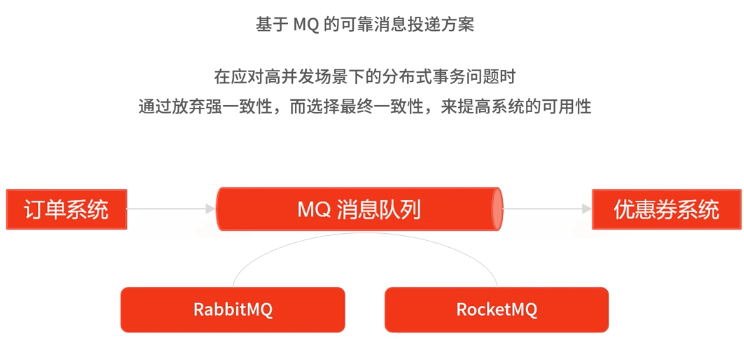 基于 MQ 的可靠消息投递方案
在应对高并发场景下的分布式事务问题时
通过放弃强一致性，而选择最终一致性，来提高系统的可用性
订单系统
MQ 消息队列
优惠券系统
RabbitMQ
RocketMQ